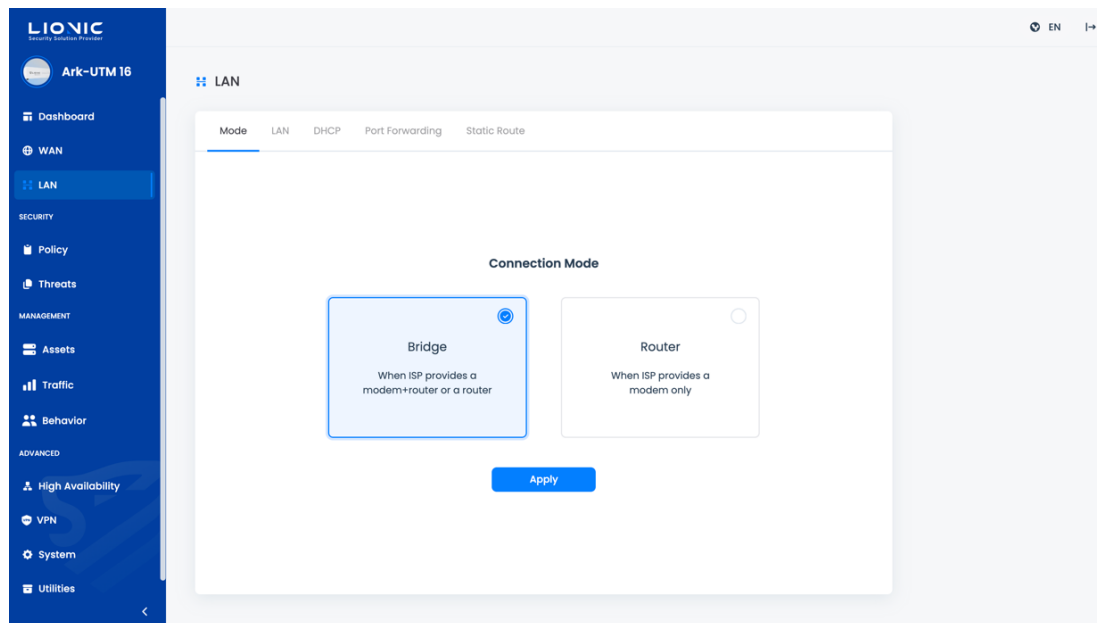 LIONIC
Security Solution Provider
EN
Ark-UTM 16
LAN
Dashboard
WAN
LAN
SECURITY
Policy
Threats
MANAGEMENT
Assets
Traffic
Behavior
ADVANCED
High Availability
VPN
System
Utilities
Mode
LAN
DHCP
Port Forwarding
Static Route
Connection Mode
Bridge
When ISP provides a
modem+router or a router
Router
When ISP provides a
modem only
Apply